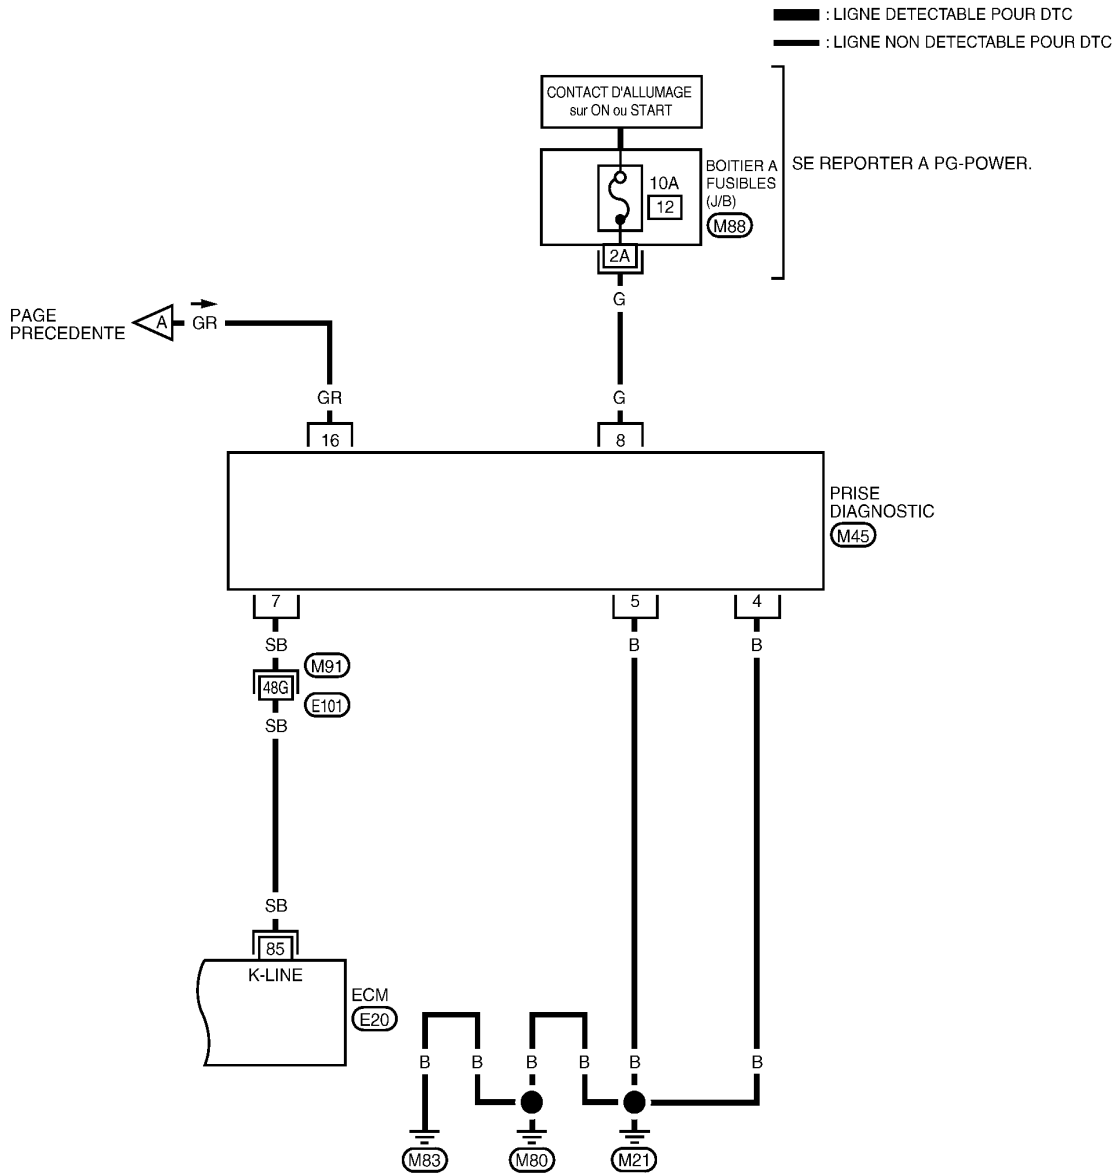 : LIGNE DETECTABLE POUR DTC
: LIGNE NON DETECTABLE POUR DTC
CONTACT D'ALLUMAGE
sur ON ou START
BOITIER A
FUSIBLES
(J/B)
M88
SE REPORTER A PG-POWER.
10A
12
2A
G
PAGE
PRECEDENTE
A
GR
GR
G
16
8
PRISE
DIAGNOSTIC
M45
7
5
4
SB
B
B
M91
48G
E101
SB
SB
85
K-LINE
ECM
E20
B
B
B
B
B
B
M83
M80
M21